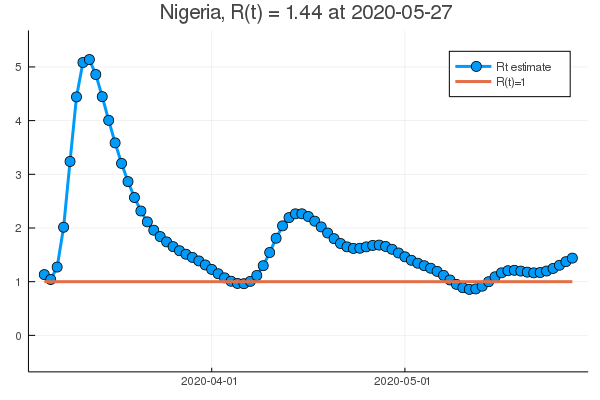 Nigeria, R(t) = 1.44 at 2020-05-27
Rt estimate
R(t)=1
5
4
3
2
1
0
2020-04-01
2020-05-01